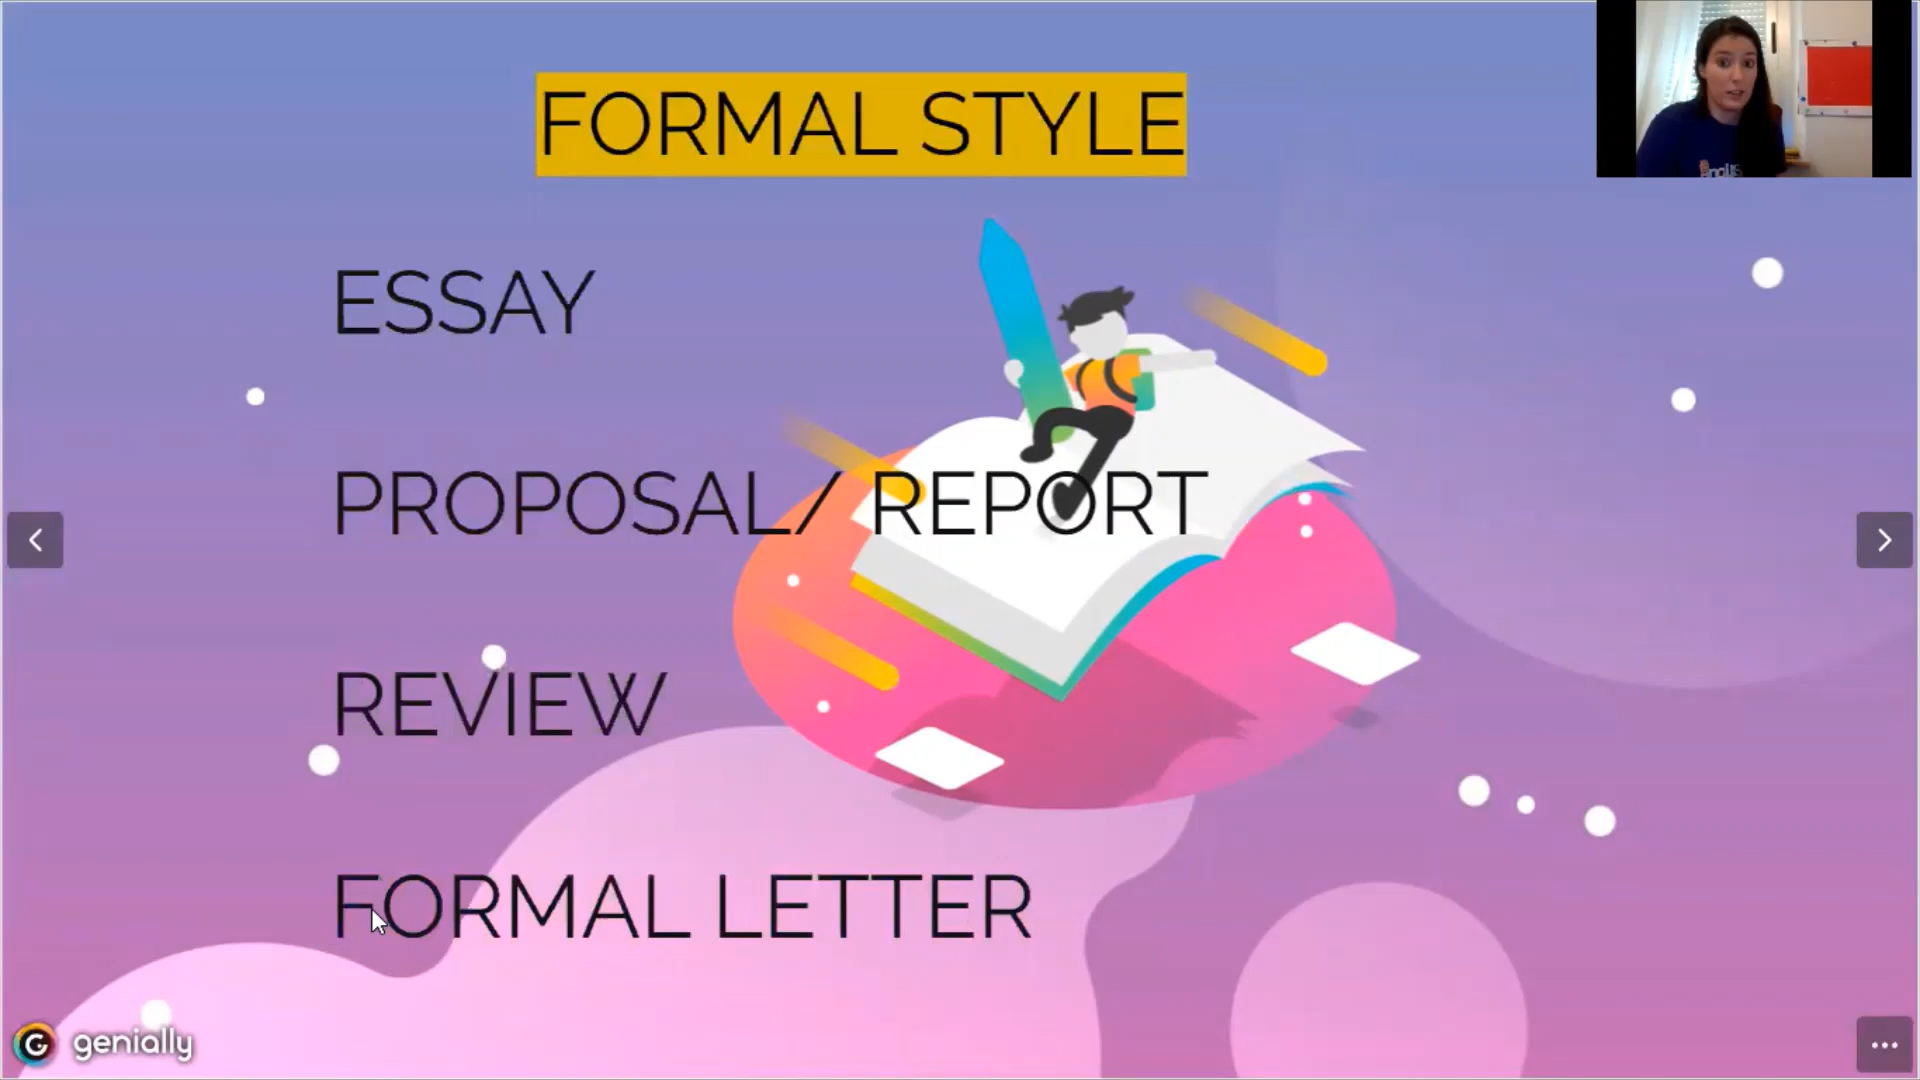 FORMAL STYLE
ESSAY
PROPOSAL/ REPORT
REVIEW
FORMAL LETTER
genially